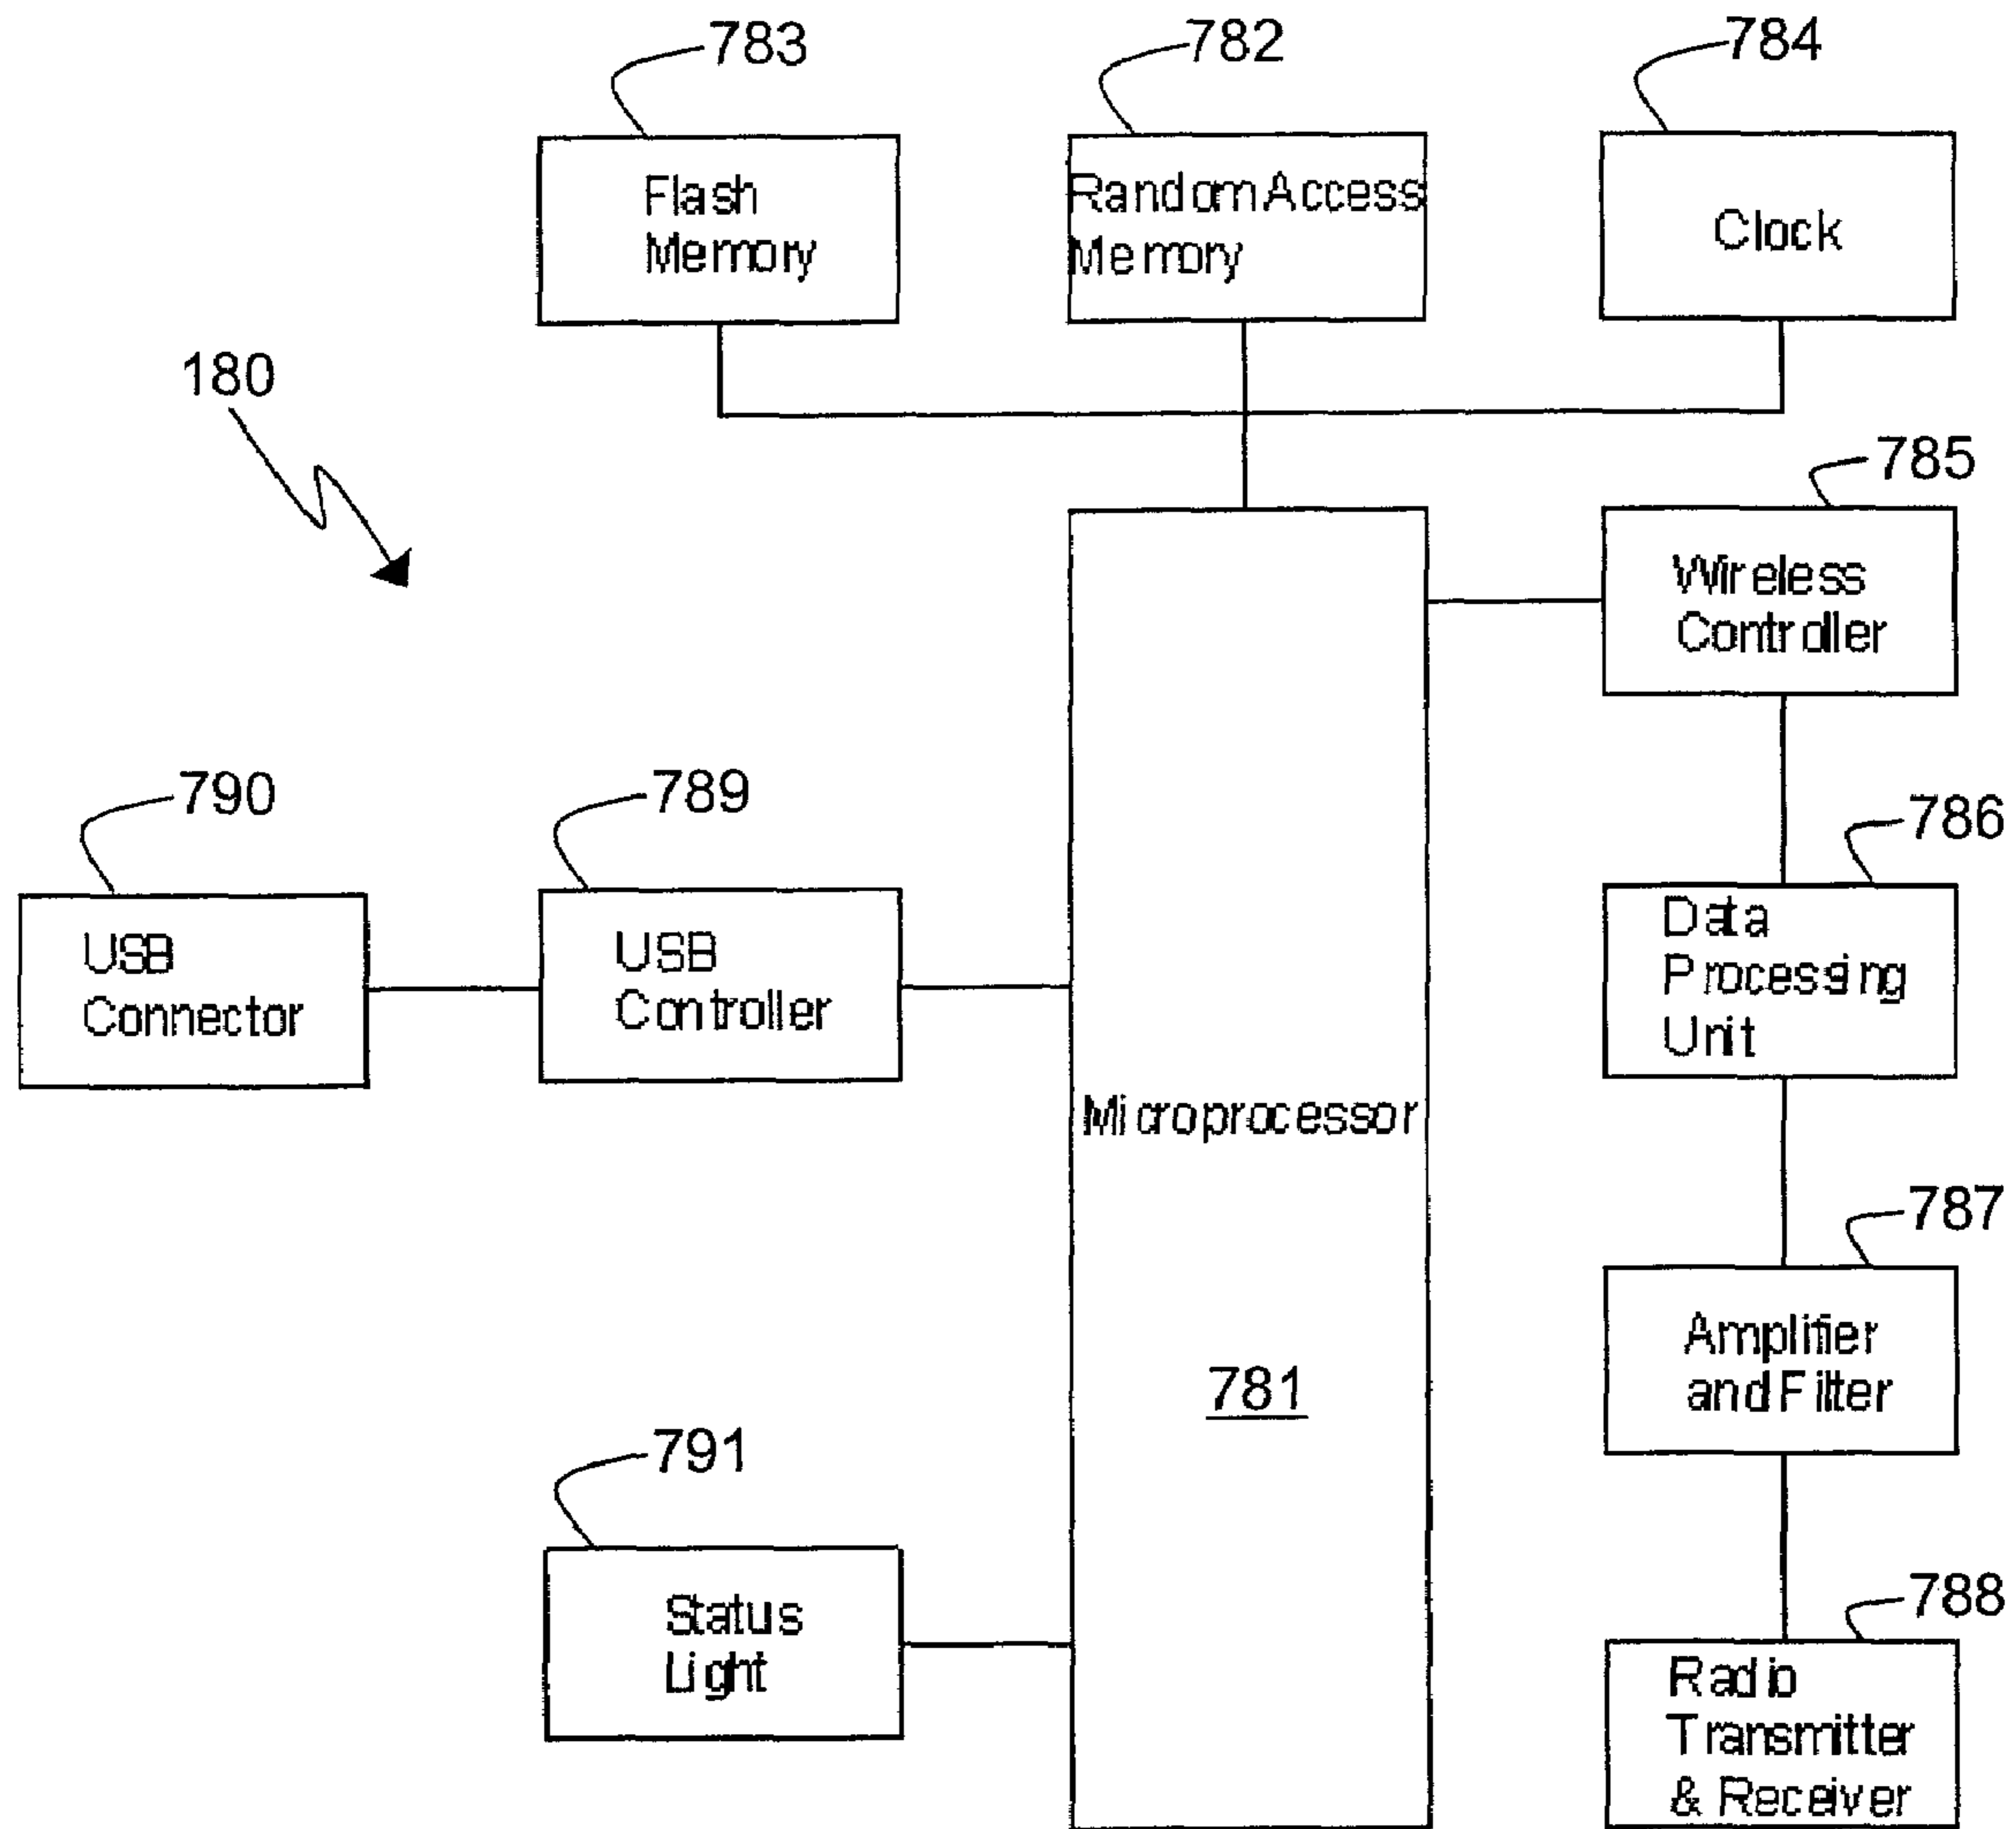 783
782
784
Flash
Memory
Random Access
Memory
Clock
180
785
Wireless
Controller
790
789
786
USB
Connector
USB
Controller
Data
Processing
Unit
Microprocessor
787
781
Amplifier
and Filter
791
Status
Light
788
Radio
Transmitter
& Receiver